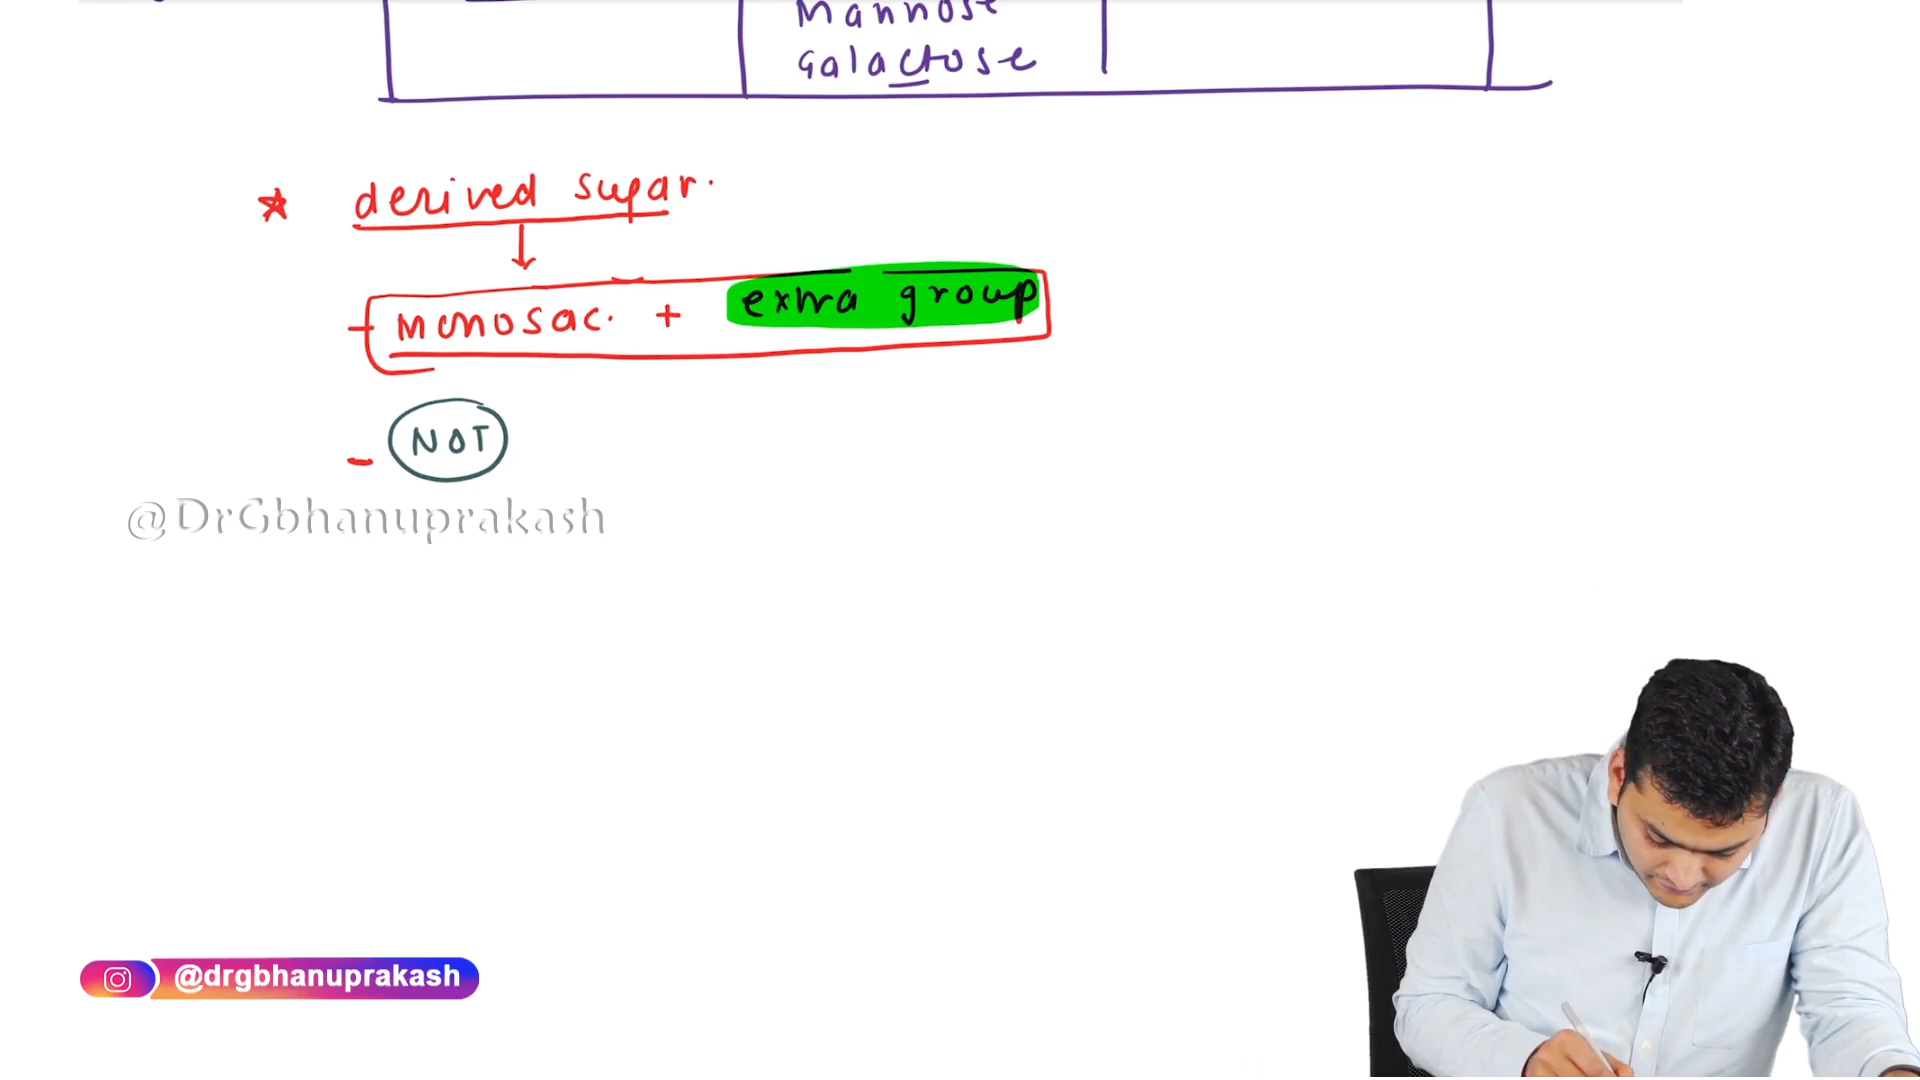 Mannose
Galactose
* derived sugar.
↓
- monosac. + extra group
- NOT
@DrGbhanuprakash
@drgbhanuprakash